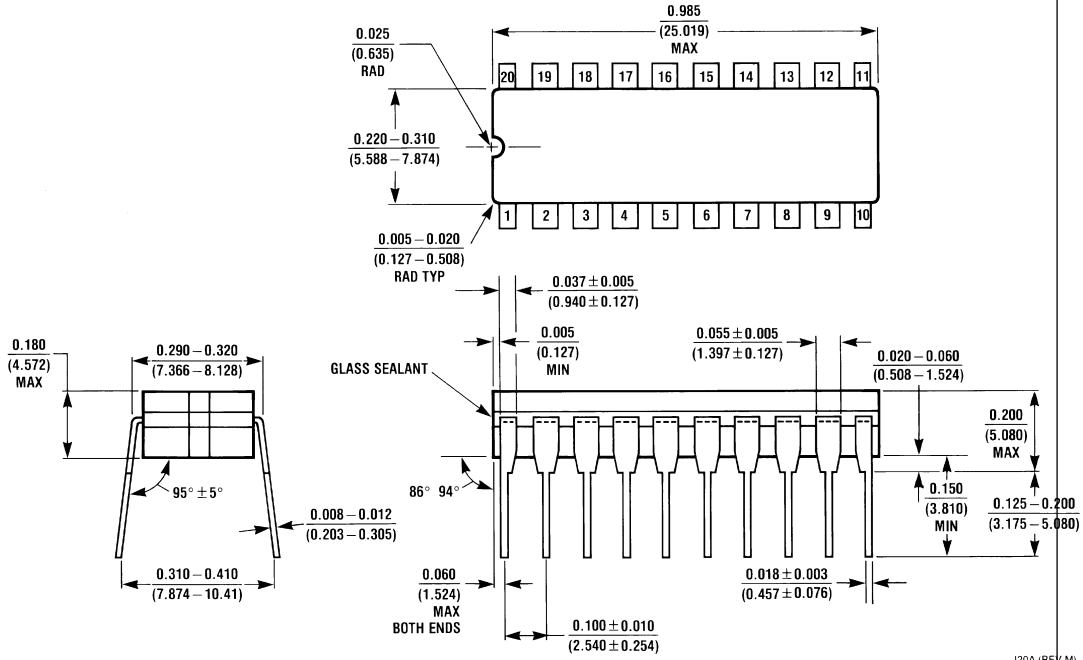 0.985
(25.019)
MAX
0.025
(0.635)
RAD
20 19 18 17 16 15 14 13 12 11
0.220–0.310
(5.588–7.874)
1 2 3 4 5 6 7 8 9 10
0.005–0.020
(0.127–0.508)
RAD TYP
0.037±0.005
(0.940±0.127)
0.180
(4.572)
MAX
0.290–0.320
(7.366–8.128)
GLASS SEALANT
0.005
(0.127)
MIN
0.055±0.005
(1.397±0.127)
0.020–0.060
(0.508–1.524)
0.200
(5.080)
MAX
95°±5°
86° 94°
0.150
(3.810)
MIN
0.125–0.200
(3.175–5.080)
0.008–0.012
(0.203–0.305)
0.310–0.410
(7.874–10.41)
0.060
(1.524)
MAX
BOTH ENDS
0.018±0.003
(0.457±0.076)
0.100±0.010
(2.540±0.254)
J20A (REV M)